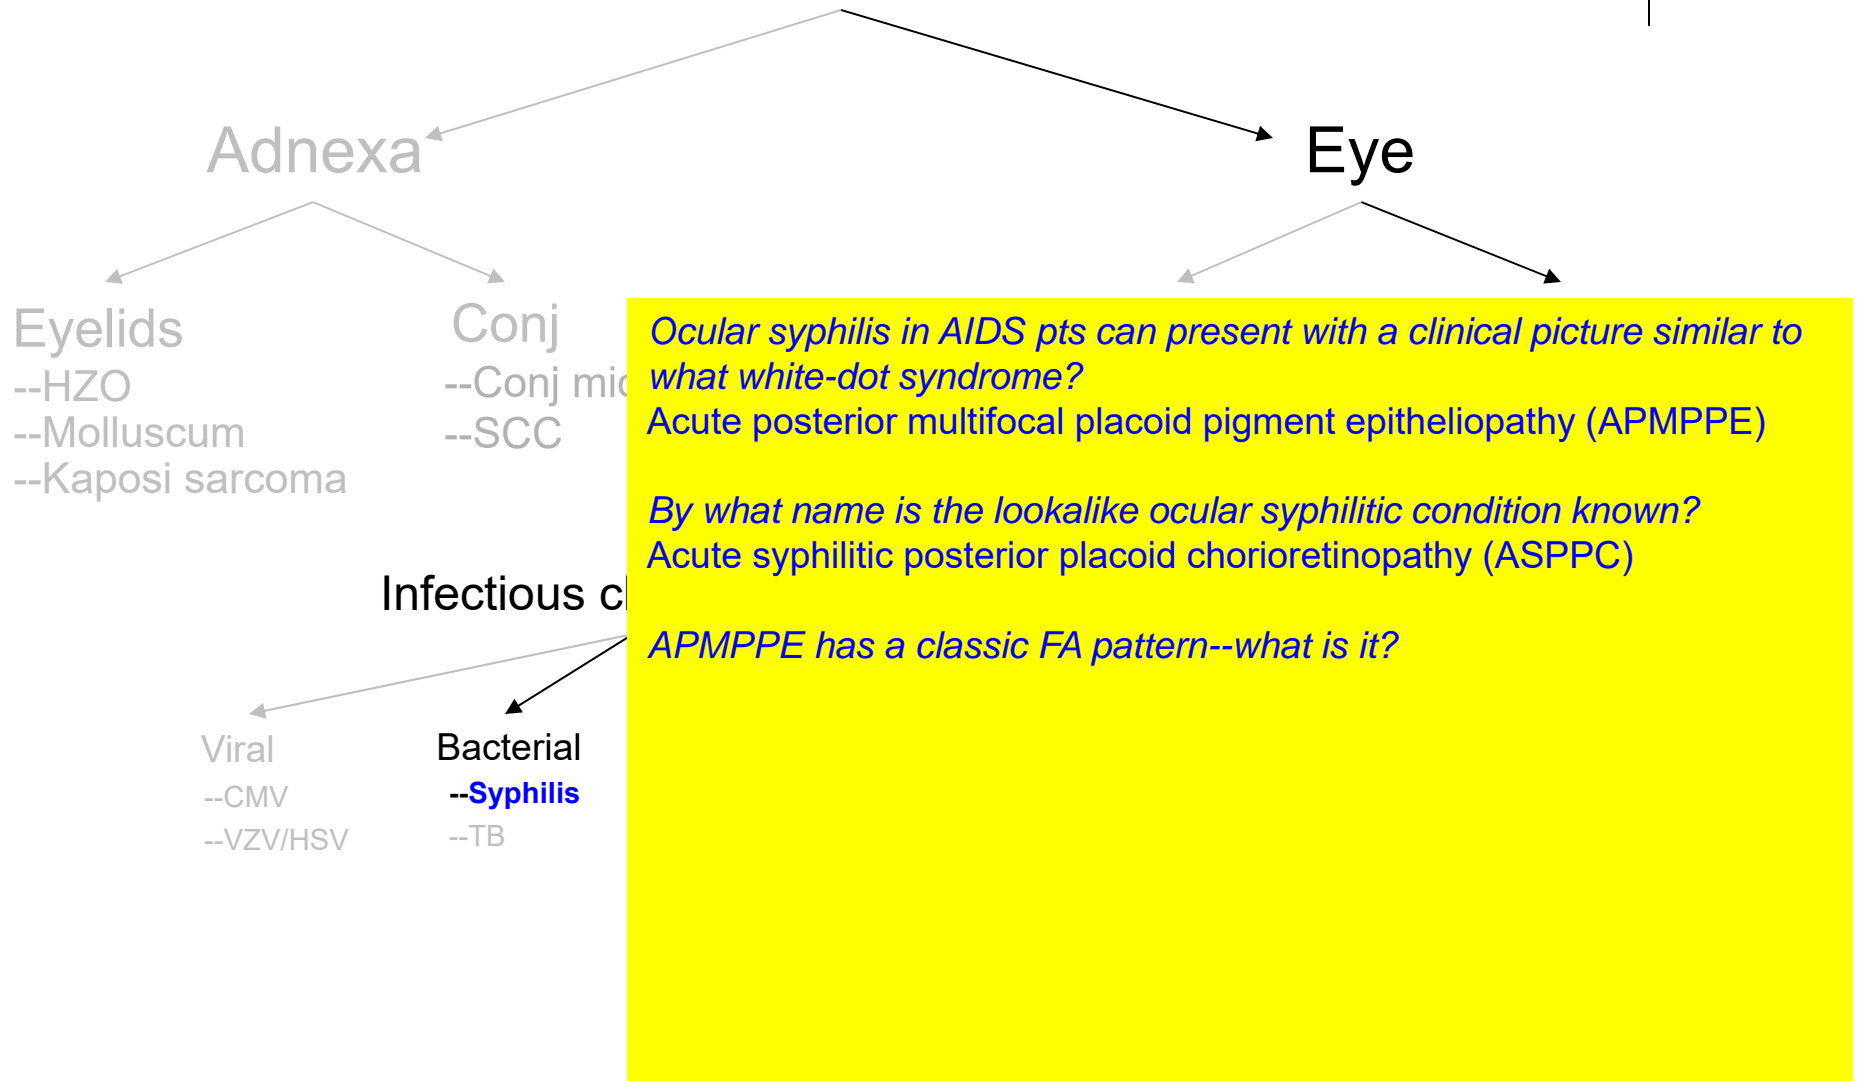 Adnexa
Eye
Eyelids
--HZO
--Molluscum
--Kaposi sarcoma
Conj
--Conj
--SCC
Ocular syphilis in AIDS pts can present with a clinical picture similar to
what white-dot syndrome?
Acute posterior multifocal placoid pigment epitheliopathy (APMPPE)
By what name is the lookalike ocular syphilitic condition known?
Acute syphilitic posterior placoid chorioretinopathy (ASPPC)
APMPPE has a classic FA pattern--what is it?
Infectious
Viral
--CMV
--VZV/HSV
Bacterial
--Syphilis
--TB